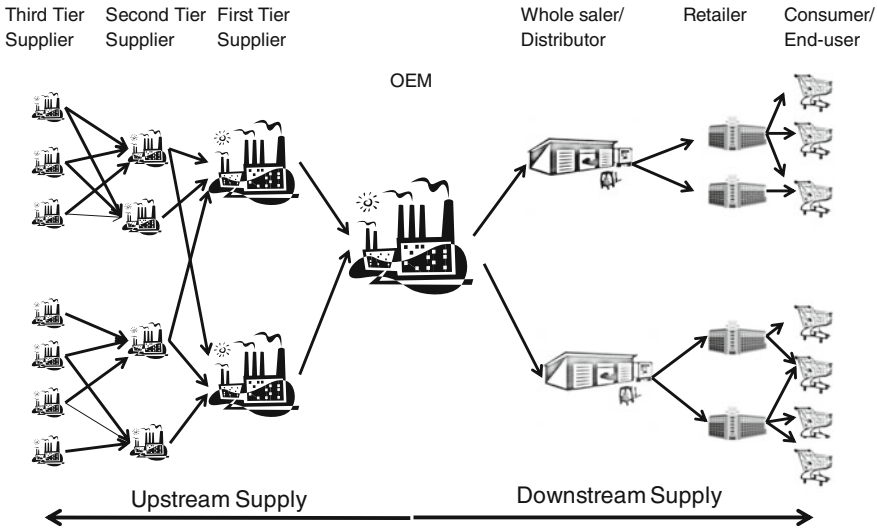 Third Tier
Supplier
Second Tier
Supplier
First Tier
Supplier
OEM
Whole saler/
Distributor
Retailer
Consumer/
End-user
Upstream Supply
Downstream Supply